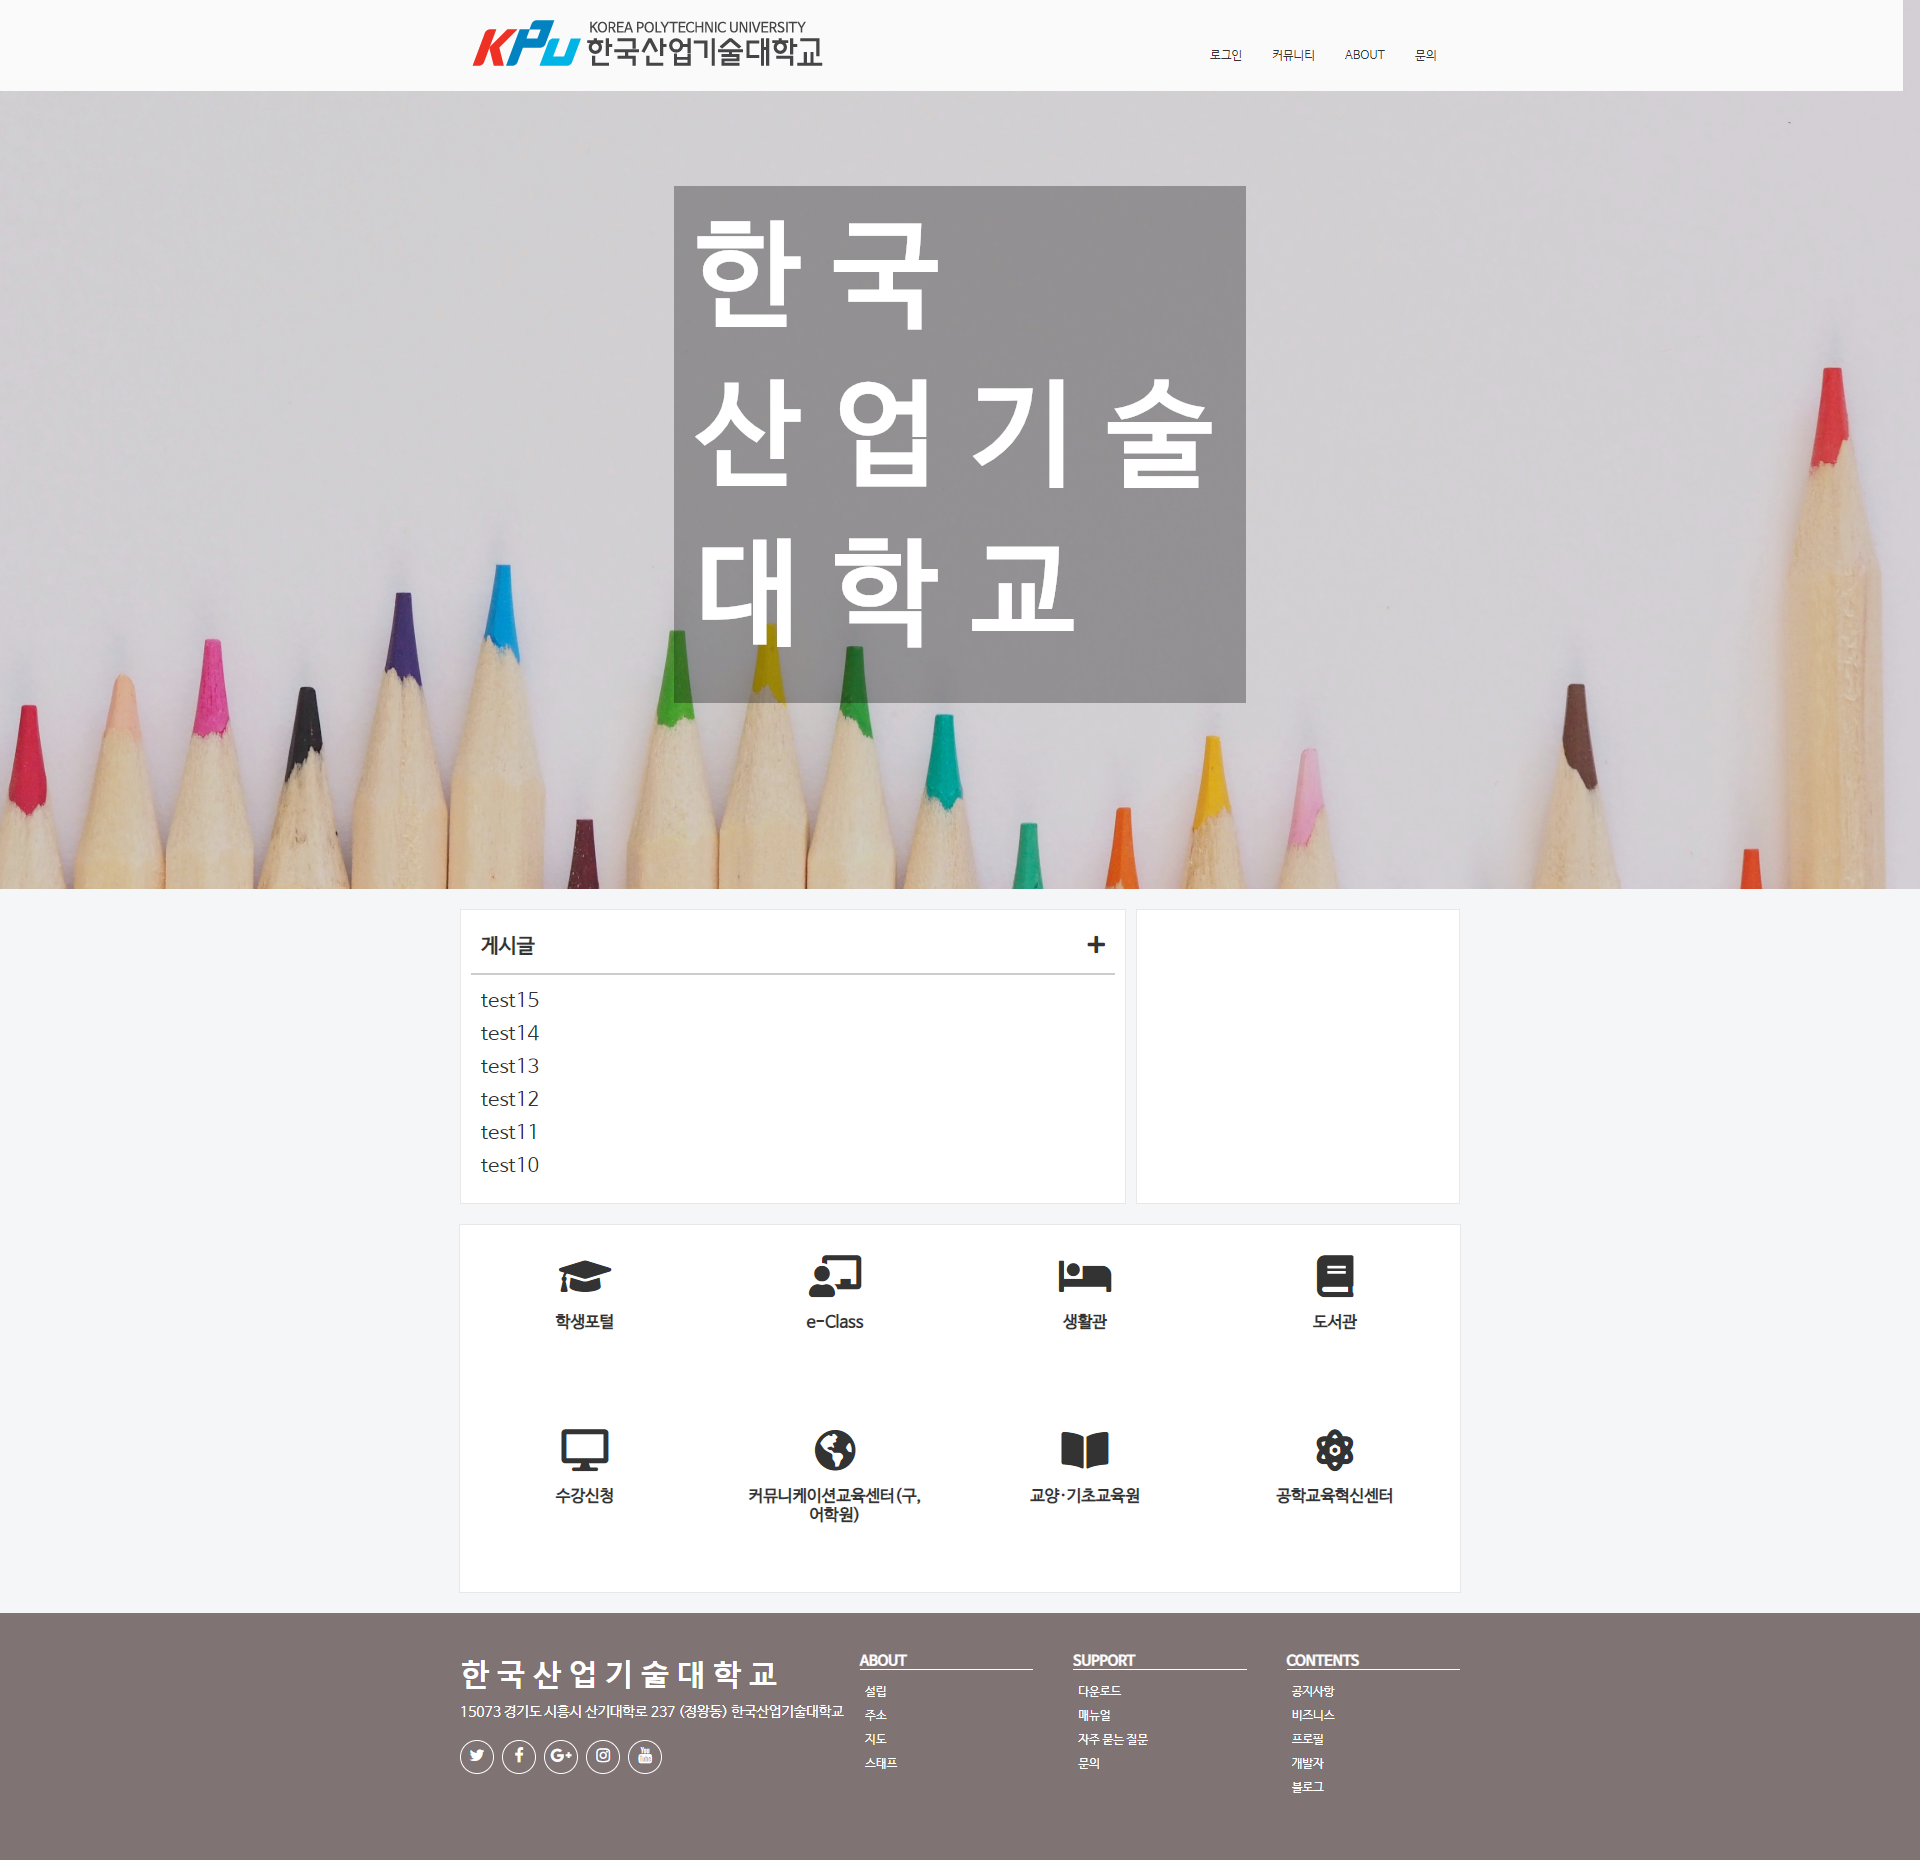 KPU KOREA POLYTECHNIC UNIVERSITY
한국산업기술대학교
로그인 커뮤니티 ABOUT 문의
한국
산업기술
대학교
게시글
test15
test14
test13
test12
test11
test10
학생포털 e-Class 생활관 도서관
수강신청 커뮤니케이션교육센터(구, 어학원) 교양·기초교육원 공학교육혁신센터
한국산업기술대학교
15073 경기도 시흥시 산기대학로 237 (정왕동) 한국산업기술대학교
ABOUT
설립
주소
지도
스태프
SUPPORT
다운로드
매뉴얼
자주 묻는 질문
문의
CONTENTS
공지사항
비즈니스
프로필
개발자
블로그